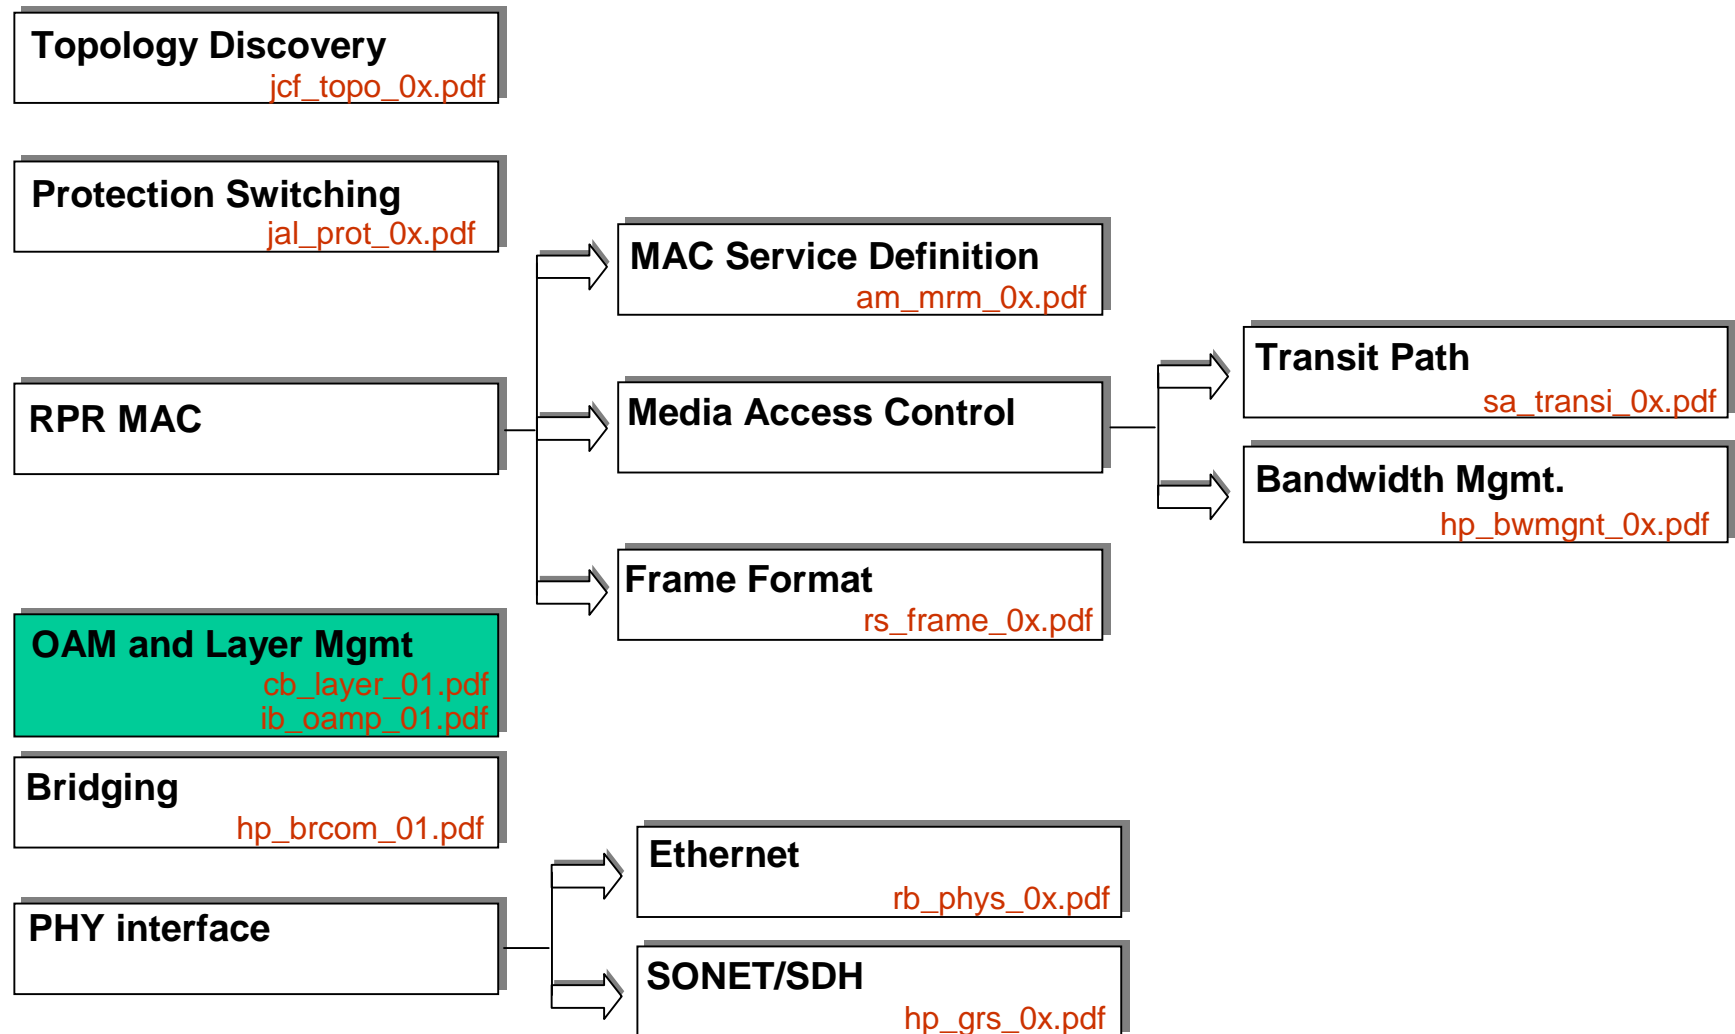 Topology Discovery
jcf_topo_0x.pdf
Protection Switching
jal_prot_0x.pdf
MAC Service Definition
am_mrm_0x.pdf
Transit Path
sa_transi_0x.pdf
RPR MAC
Media Access Control
Bandwidth Mgmt.
hp_bwmgnt_0x.pdf
Frame Format
rs_frame_0x.pdf
OAM and Layer Mgmt
cb_layer_01.pdf
ib_oamp_01.pdf
Bridging
hp_brcom_01.pdf
Ethernet
rb_phys_0x.pdf
PHY interface
SONET/SDH
hp_grs_0x.pdf